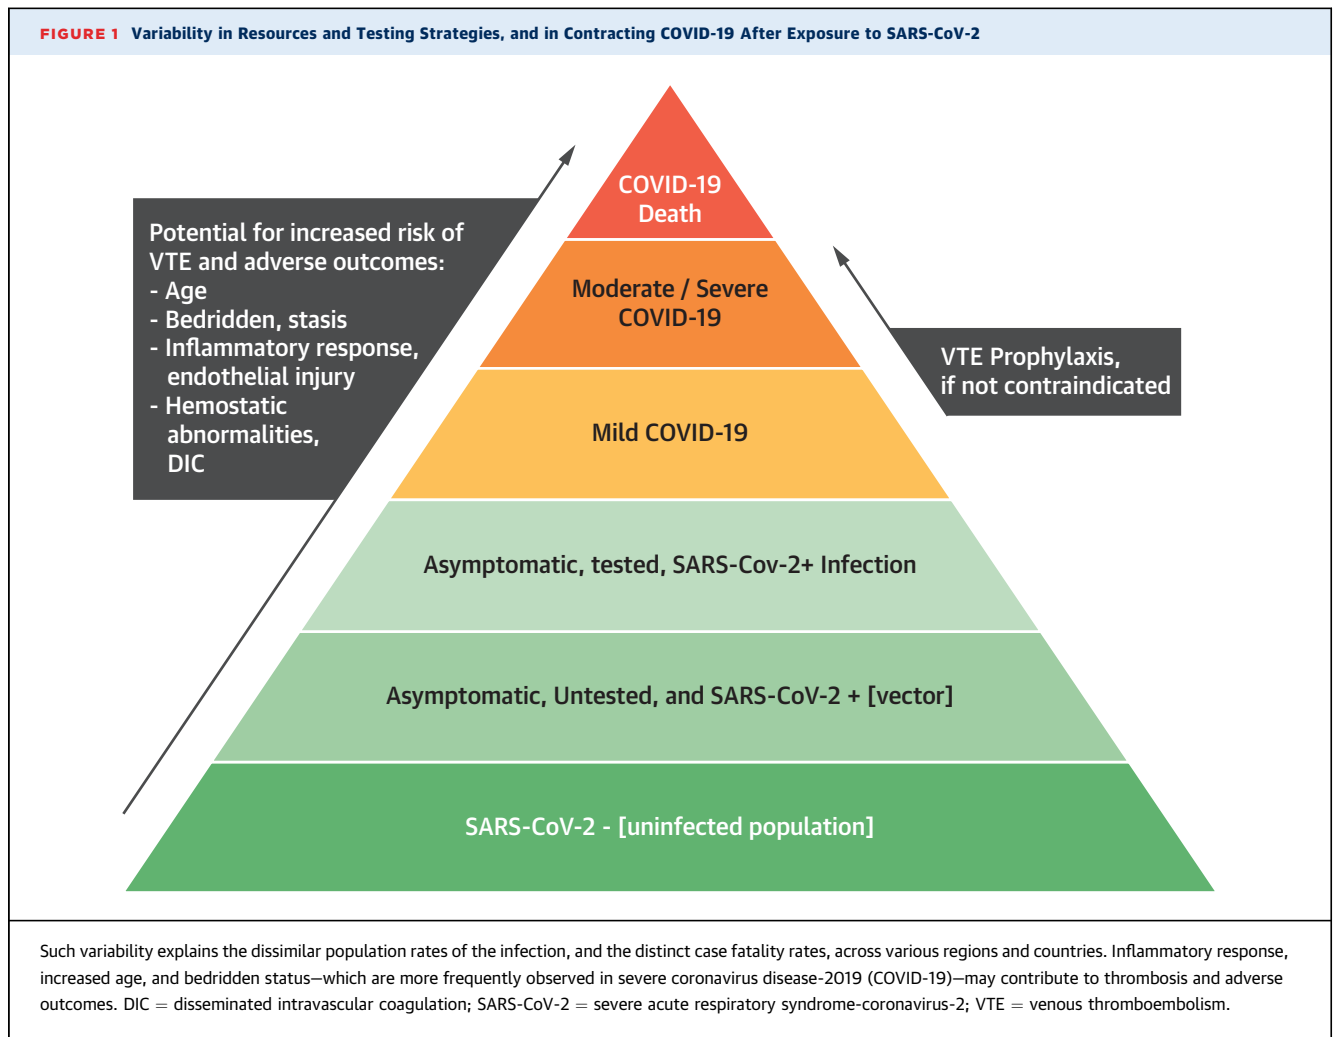 FIGURE 1 Variability in Resources and Testing Strategies, and in Contracting COVID-19 After Exposure to SARS-CoV-2
COVID-19
Death
Potential for increased risk of
VTE and adverse outcomes:
- Age
- Bedridden, stasis
- Inflammatory response,
endothelial injury
- Hemostatic
abnormalities,
DIC
Moderate / Severe
COVID-19
VTE Prophylaxis,
if not contraindicated
Mild COVID-19
Asymptomatic, tested, SARS-Cov-2+ Infection
Asymptomatic, Untested, and SARS-CoV-2 + [vector]
SARS-CoV-2 - [uninfected population]
Such variability explains the dissimilar population rates of the infection, and the distinct case fatality rates, across various regions and countries. Inflammatory response,
increased age, and bedridden status—which are more frequently observed in severe coronavirus disease-2019 (COVID-19)—may contribute to thrombosis and adverse
outcomes. DIC = disseminated intravascular coagulation; SARS-CoV-2 = severe acute respiratory syndrome-coronavirus-2; VTE = venous thromboembolism.